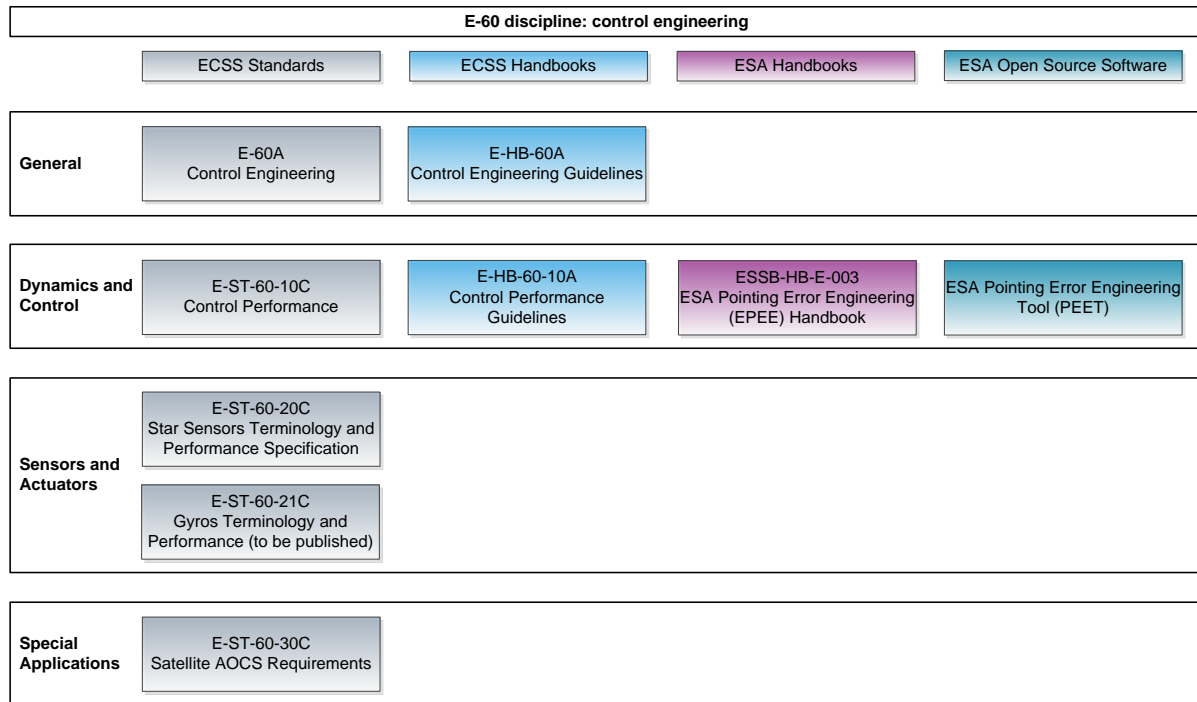 E-60 discipline: control engineering
ECSS Standards
ECSS Handbooks
ESA Handbooks
ESA Open Source Software
General
E-60A
Control Engineering
E-HB-60A
Control Engineering Guidelines
Dynamics and
Control
E-ST-60-10C
Control Performance
E-HB-60-10A
Control Performance
Guidelines
ESSB-HB-E-003
ESA Pointing Error Engineering
(EPEE) Handbook
ESA Pointing Error Engineering
Tool (PEET)
Sensors and
Actuators
E-ST-60-20C
Star Sensors Terminology and
Performance Specification
E-ST-60-21C
Gyros Terminology and
Performance (to be published)
Special
Applications
E-ST-60-30C
Satellite AOCS Requirements